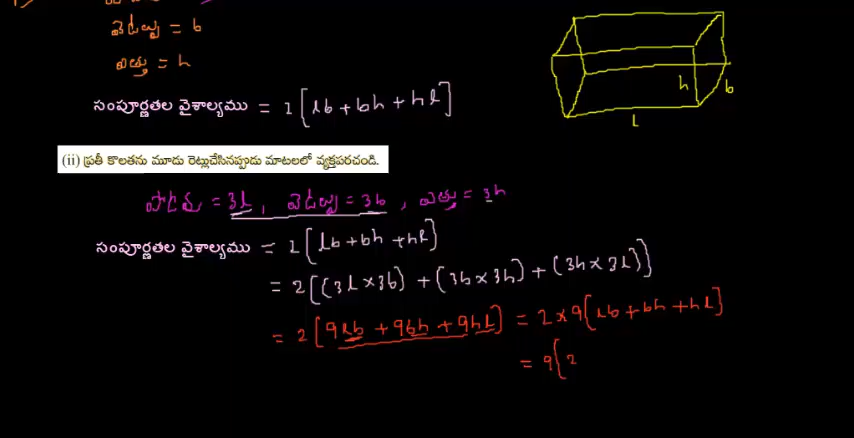 వెడల్పు = b
ఎత్తు = h
సంపూర్ణతల వైశాల్యము = 2[lb+bh+hl]
h b
l
(ii) ప్రతీ కొలతను మూడు రెట్లుచేసినప్పుడు మాటలలో వ్యక్తపరచండి.
పొడవు = 3l, వెడల్పు = 3b, ఎత్తు = 3h
సంపూర్ణతల వైశాల్యము = 2[lb+bh+hl]
= 2[(3l×3b)+(3b×3h)+(3h×3l)]
= 2[9lb+9bh+9hl] = 2×9[lb+bh+hl]
= 9[2